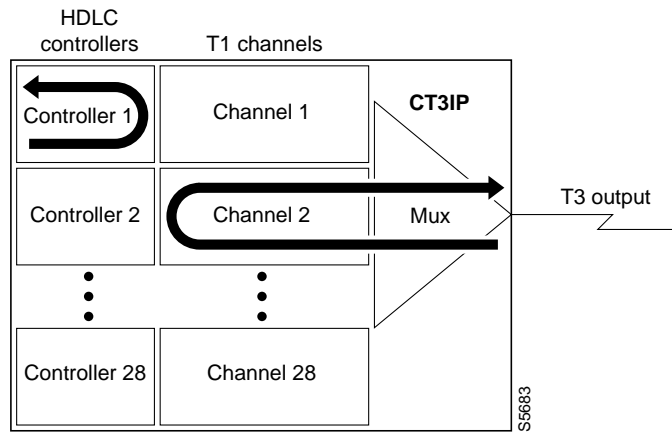 HDLC
controllers
T1 channels
Controller 1
Channel 1
CT3IP
Controller 2
Channel 2
Mux
T3 output
Controller 28
Channel 28
S5683